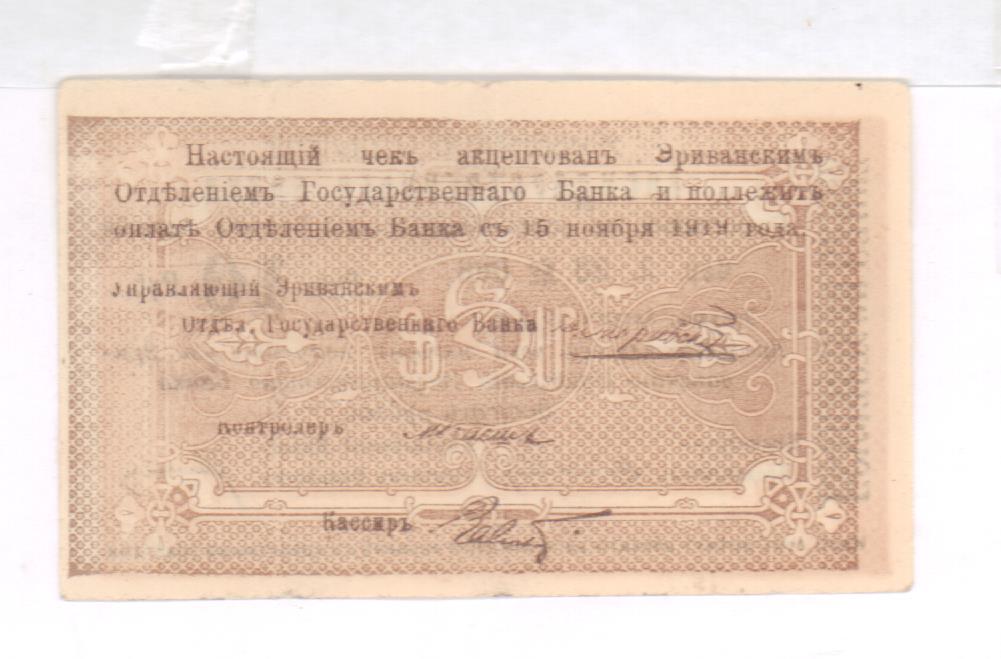 Настоящій чекъ акцептованъ Эриванскимъ
Отдѣленіемъ Государственнаго Банка и подлежитъ
оплатѣ Отдѣленіемъ Банка съ 15 ноября 1919 года.
Управляющій Эриванскимъ
Отдѣл. Государственнаго Банка
Контролеръ
Кассиръ